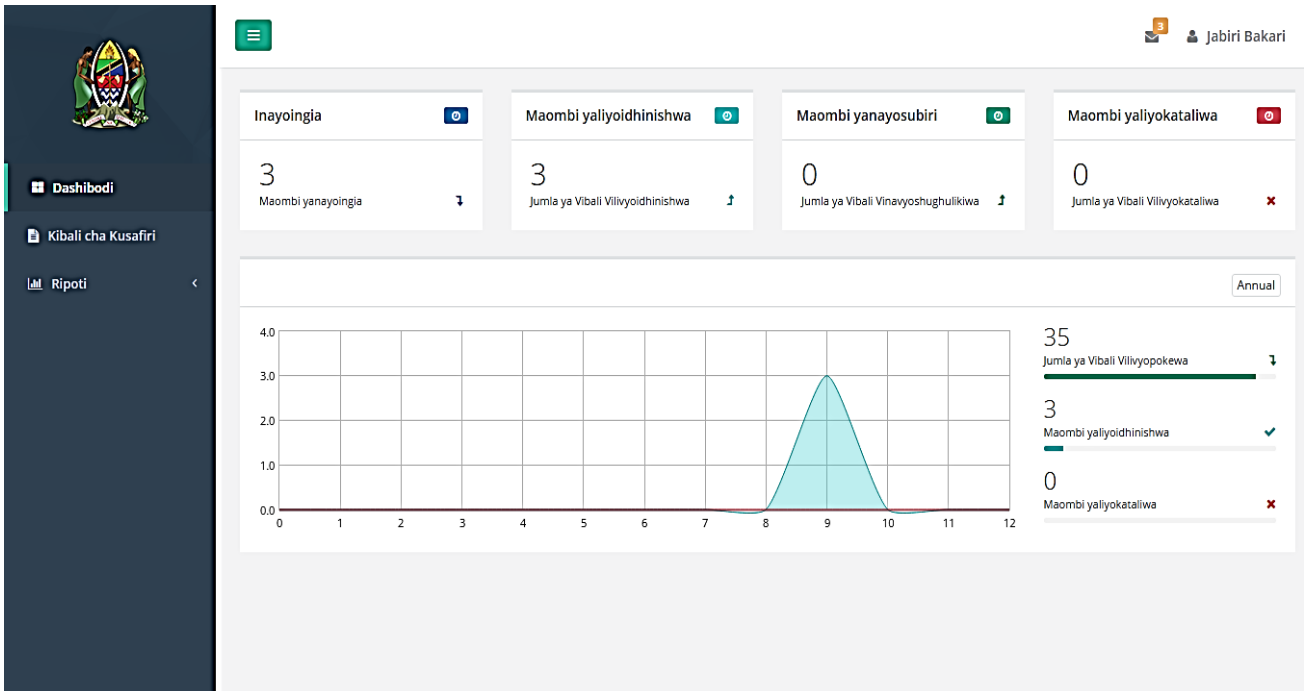 3
Jabiri Bakari
Dashibodi
Kibali cha Kusafiri
Ripoti
Inayoingia
3
Maombi yanayoingia
Maombi yaliyoidhinishwa
3
Jumla ya Vibali Vilivyoidhinishwa
Maombi yanayosubiri
0
Jumla ya Vibali Vinavyoshughulikiwa
Maombi yaliyokataliwa
0
Jumla ya Vibali Vilivyokataliwa
Annual
4.0
3.0
2.0
1.0
0.0
0 1 2 3 4 5 6 7 8 9 10 11 12
35
Jumla ya Vibali Vilivyopokewa
3
Maombi yaliyoidhinishwa
0
Maombi yaliyokataliwa